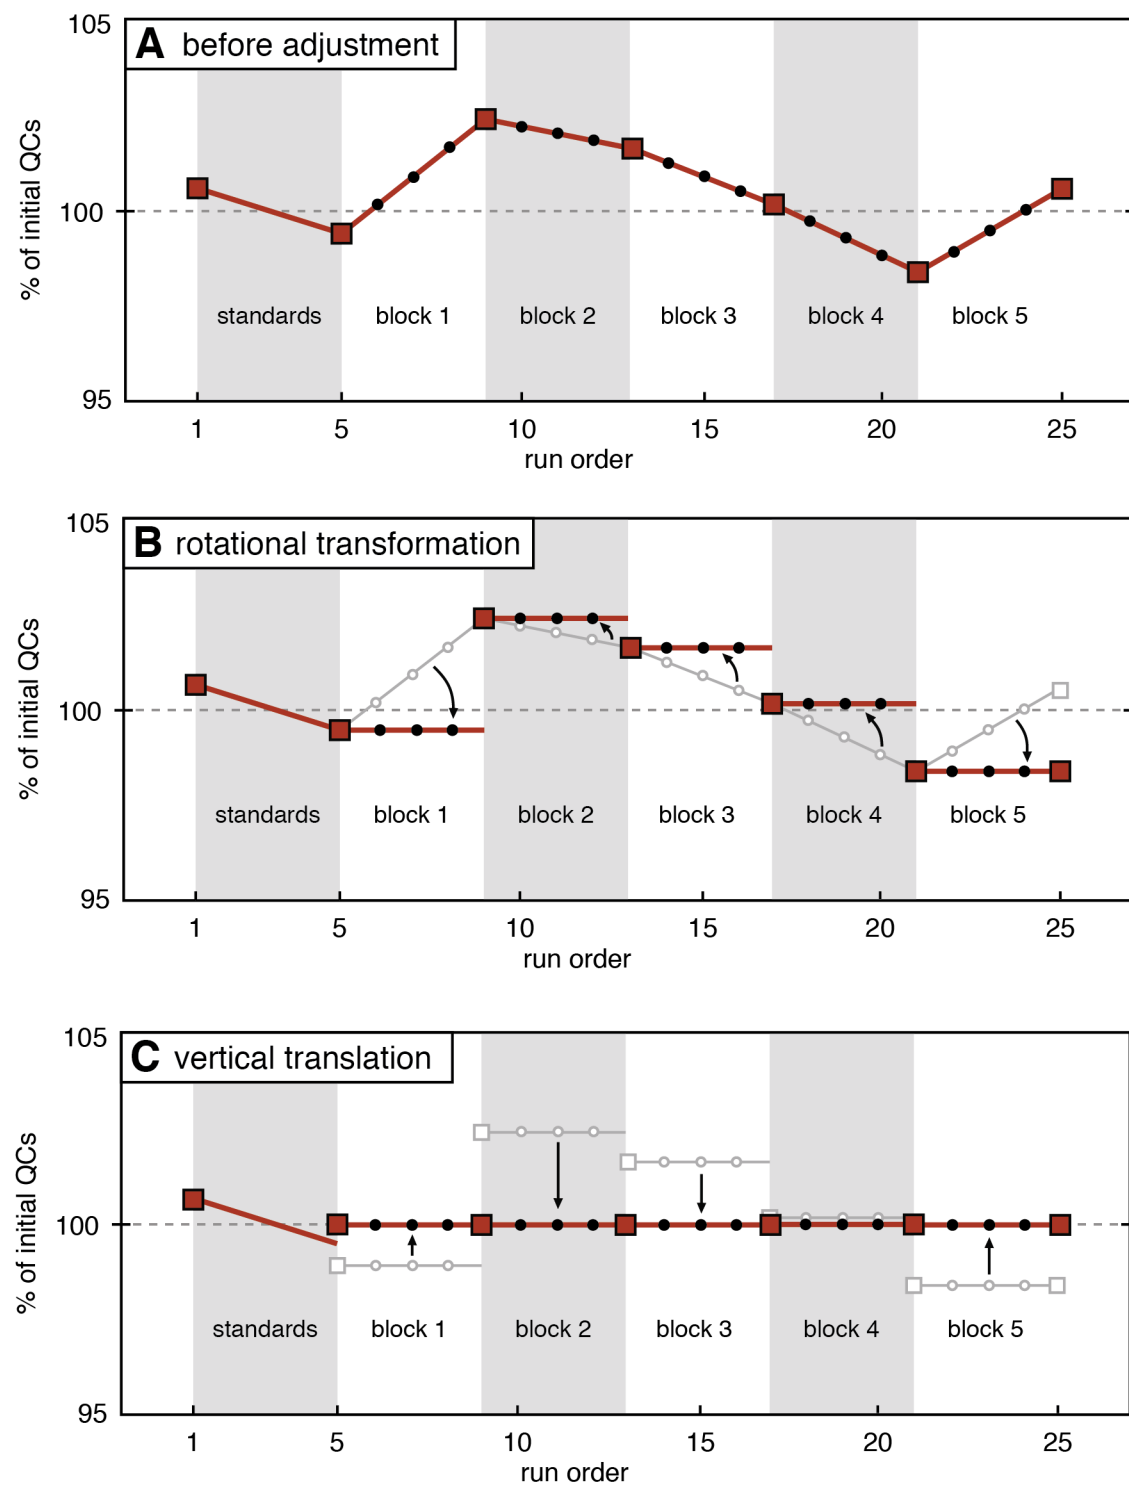 105
A before adjustment
% of initial QCs
100
standards block 1 block 2 block 3 block 4 block 5
95
1 5 10 15 20 25
run order
105
B rotational transformation
% of initial QCs
100
standards block 1 block 2 block 3 block 4 block 5
95
1 5 10 15 20 25
run order
105
C vertical translation
% of initial QCs
100
standards block 1 block 2 block 3 block 4 block 5
95
1 5 10 15 20 25
run order